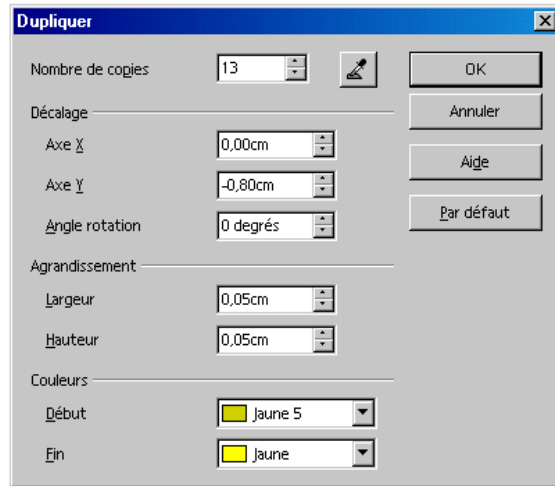 Dupliquer
Nombre de copies 13 OK
Décalage Annuler
Axe X 0,00cm Aide
Axe Y -0,80cm
Angle rotation 0 degrés Par défaut
Agrandissement
Largeur 0,05cm
Hauteur 0,05cm
Couleurs
Début Jaune 5
Fin Jaune